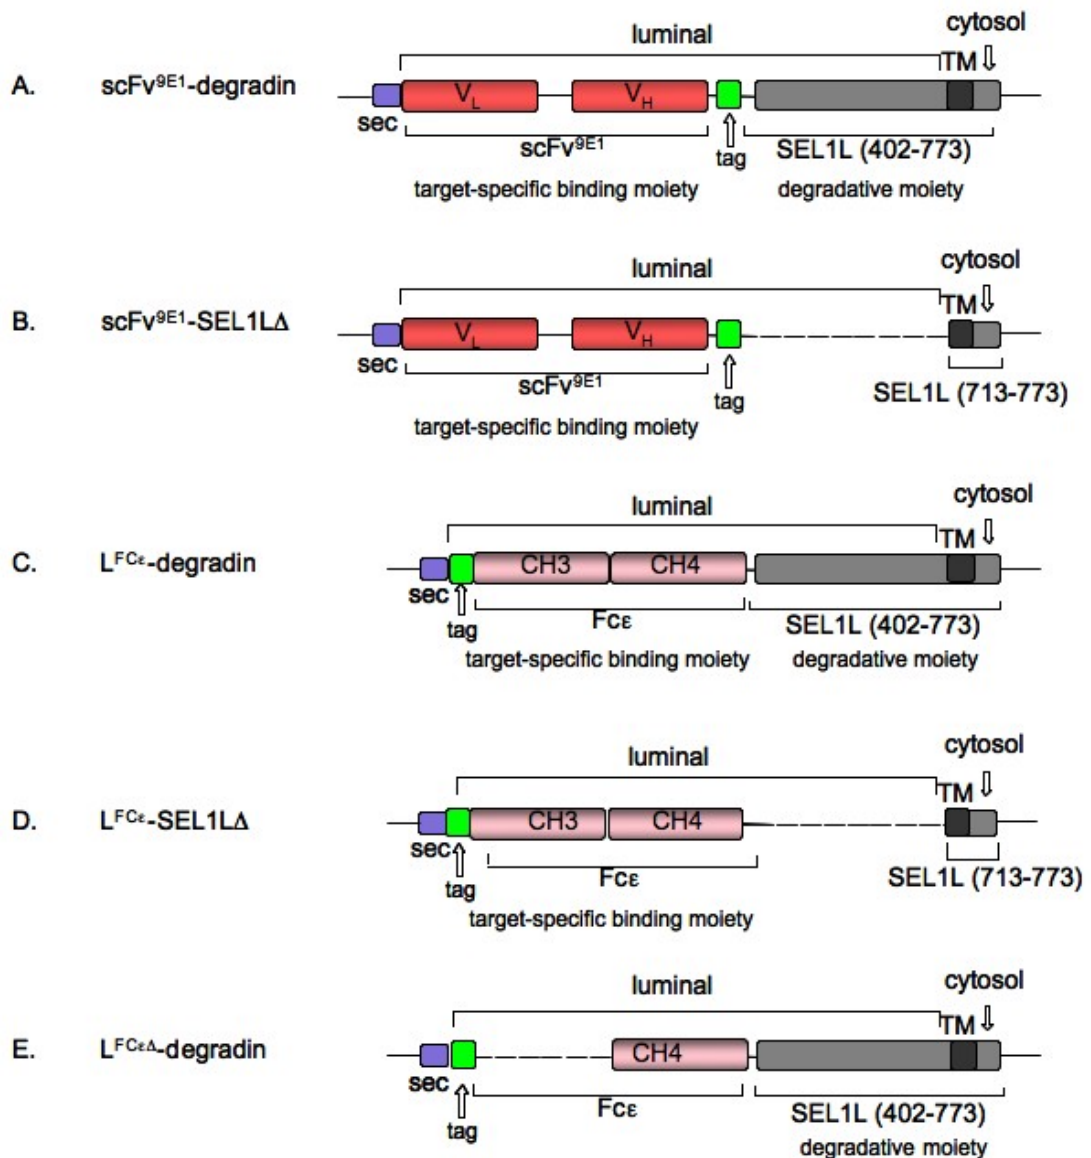 cytosol
luminal
TM
A. scFv9E1-degradin
VL VH
sec
scFv9E1
tag
SEL1L (402-773)
target-specific binding moiety
degradative moiety
cytosol
luminal
TM
B. scFv9E1-SEL1LΔ
VL VH
sec
scFv9E1
tag
SEL1L (713-773)
target-specific binding moiety
cytosol
luminal
TM
C. LFCε-degradin
CH3 CH4
sec
tag
Fcε
SEL1L (402-773)
target-specific binding moiety
degradative moiety
cytosol
luminal
TM
D. LFCε-SEL1LΔ
CH3 CH4
sec
tag
Fcε
SEL1L (713-773)
target-specific binding moiety
cytosol
luminal
TM
E. LFCεΔ-degradin
CH4
sec
tag
Fcε
SEL1L (402-773)
degradative moiety